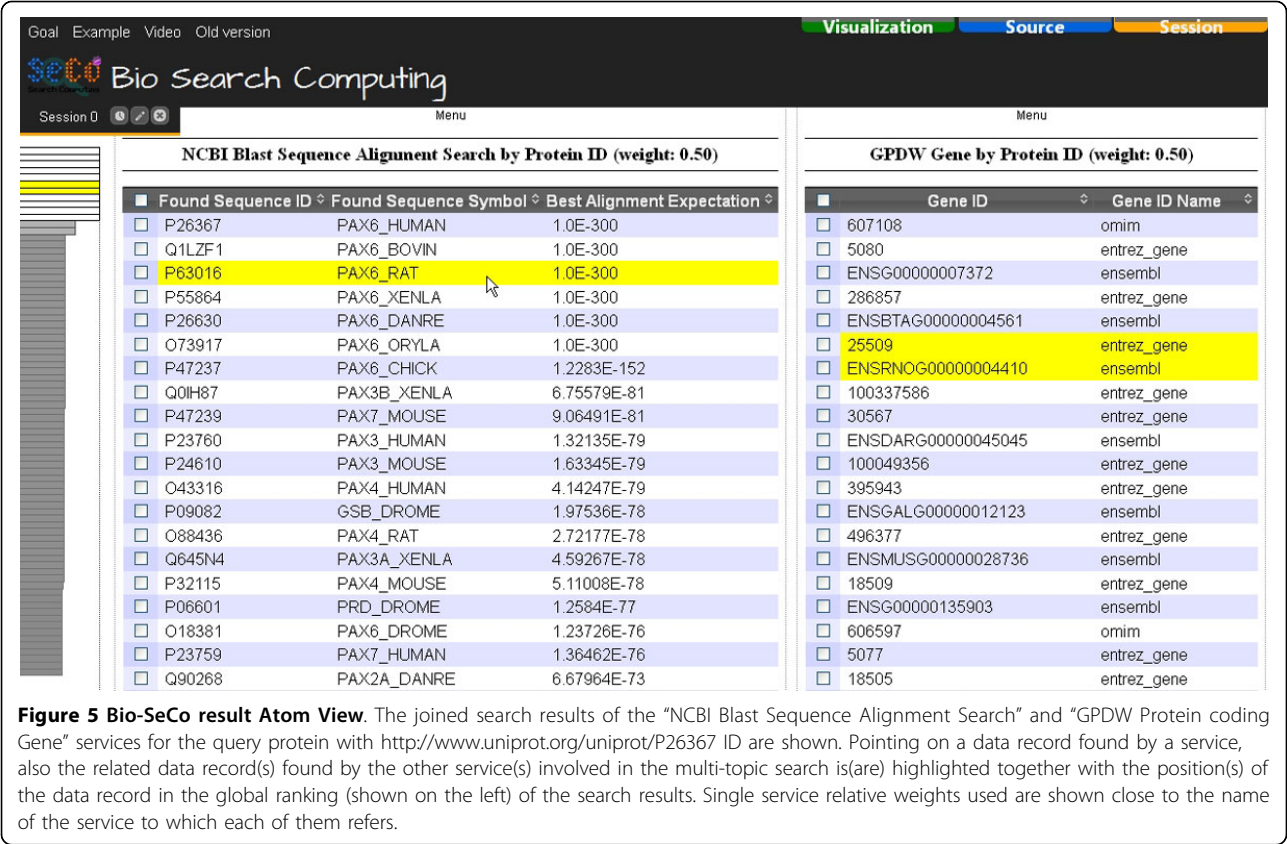 Goal Example Video Old version
Visualization Source Session
SeCo
Search Computing
Bio Search Computing
Session 0
Menu
Menu
NCBI Blast Sequence Alignment Search by Protein ID (weight: 0.50)
GPDW Gene by Protein ID (weight: 0.50)
Found Sequence ID Found Sequence Symbol Best Alignment Expectation
Gene ID Gene ID Name
P26367 PAX6_HUMAN 1.0E-300
607108 omim
Q1LZF1 PAX6_BOVIN 1.0E-300
5080 entrez_gene
P63016 PAX6_RAT 1.0E-300
ENSG00000007372 ensembl
P55864 PAX6_XENLA 1.0E-300
286857 entrez_gene
P26630 PAX6_DANRE 1.0E-300
ENSBTAG00000004561 ensembl
O73917 PAX6_ORYLA 1.0E-300
25509 entrez_gene
P47237 PAX6_CHICK 1.2283E-152
ENSRNOG00000004410 ensembl
Q0IH87 PAX3B_XENLA 6.75579E-81
100337586 entrez_gene
P47239 PAX7_MOUSE 9.06491E-81
30567 entrez_gene
P23760 PAX3_HUMAN 1.32135E-79
ENSDARG00000045045 ensembl
P24610 PAX3_MOUSE 1.63345E-79
100049356 entrez_gene
O43316 PAX4_HUMAN 4.14247E-79
395943 entrez_gene
P09082 GSB_DROME 1.97536E-78
ENSGALG00000012123 ensembl
O88436 PAX4_RAT 2.72177E-78
496377 entrez_gene
Q645N4 PAX3A_XENLA 4.59267E-78
ENSMUSG00000028736 ensembl
P32115 PAX4_MOUSE 5.11008E-78
18509 entrez_gene
P06601 PRD_DROME 1.2584E-77
ENSG00000135903 ensembl
O18381 PAX6_DROME 1.23726E-76
606597 omim
P23759 PAX7_HUMAN 1.36462E-76
5077 entrez_gene
Q90268 PAX2A_DANRE 6.67964E-73
18505 entrez_gene
Figure 5 Bio-SeCo result Atom View. The joined search results of the "NCBI Blast Sequence Alignment Search" and "GPDW Protein coding
Gene" services for the query protein with http://www.uniprot.org/uniprot/P26367 ID are shown. Pointing on a data record found by a service,
also the related data record(s) found by the other service(s) involved in the multi-topic search is(are) highlighted together with the position(s) of
the data record in the global ranking (shown on the left) of the search results. Single service relative weights used are shown close to the name
of the service to which each of them refers.